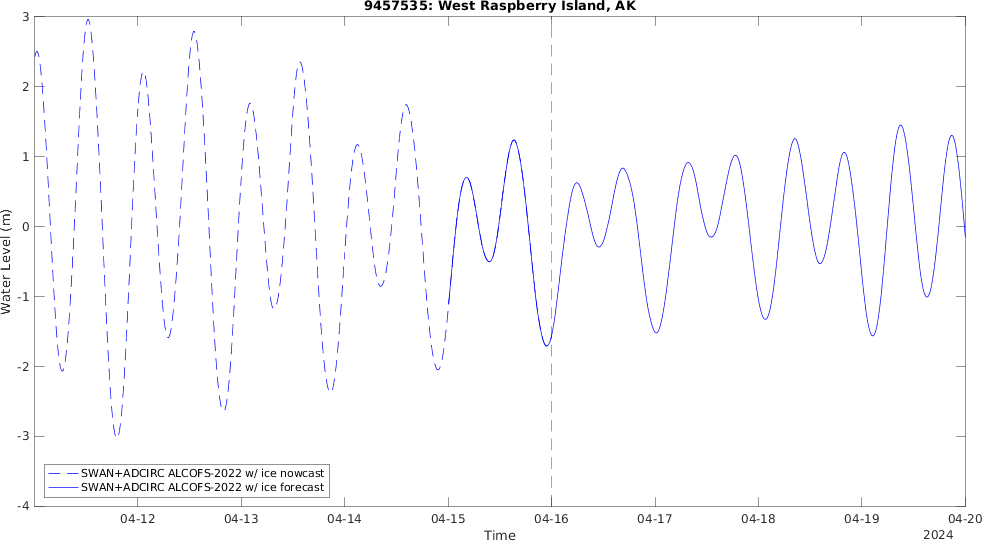 9457535: West Raspberry Island, AK
3
2
1
0
-1
-2
-3
-4
Water Level (m)
SWAN+ADCIRC ALCOFS-2022 w/ ice nowcast
SWAN+ADCIRC ALCOFS-2022 w/ ice forecast
04-12 04-13 04-14 04-15 04-16 04-17 04-18 04-19 04-20
Time
2024